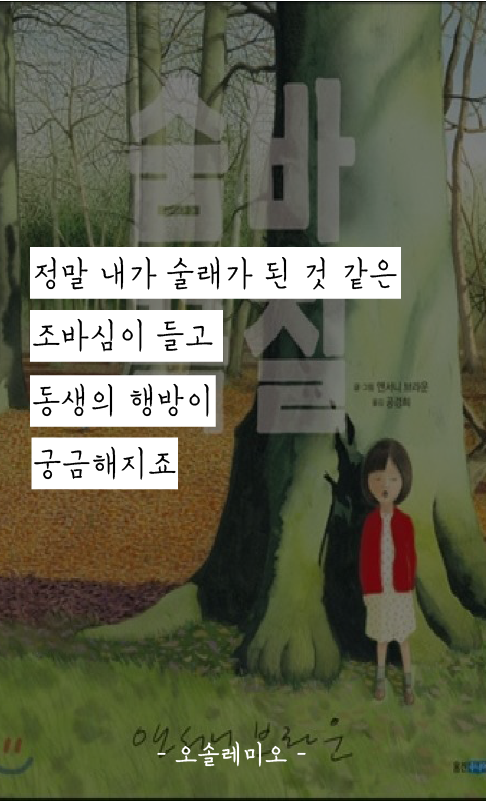 숨바
꼭질
정말 내가 술래가 된 것 같은
조바심이 들고
동생의 행방이
궁금해지죠
글·그림 앤서니 브라운
옮김 공경희
앤서니 브라운
- 오솔레미오 -